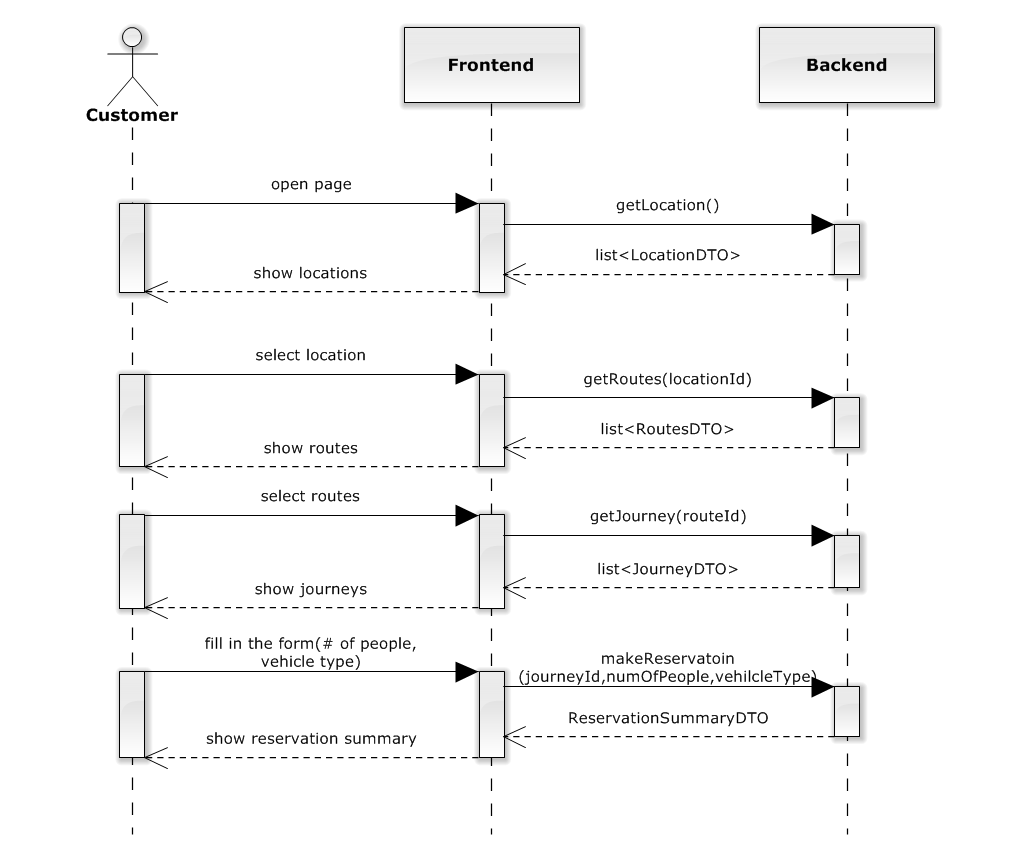 Frontend
Backend
Customer
open page
getLocation()
list<LocationDTO>
show locations
select location
getRoutes(locationId)
list<RoutesDTO>
show routes
select routes
getJourney(routeId)
list<JourneyDTO>
show journeys
fill in the form(# of people,
vehicle type)
makeReservatoin
(journeyId,numOfPeople,vehilcleType)
ReservationSummaryDTO
show reservation summary